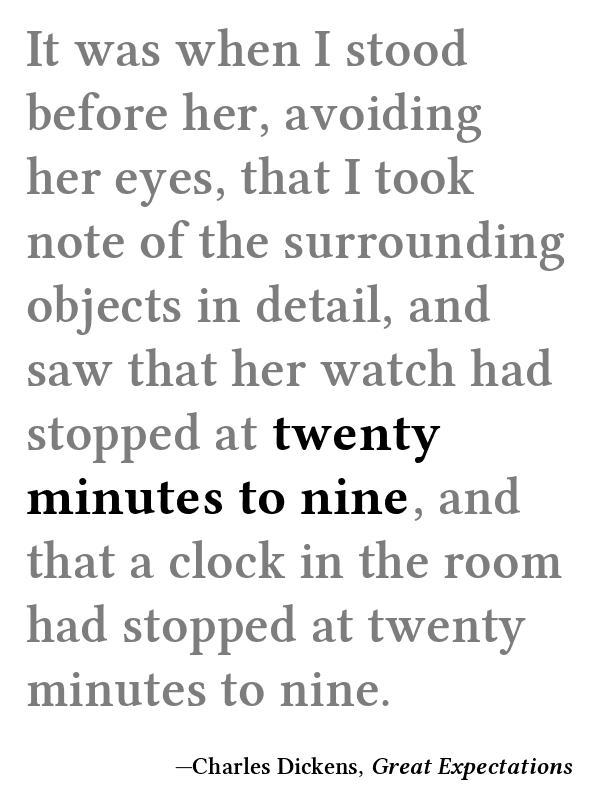 It was when I stood
before her, avoiding
her eyes, that I took
note of the surrounding
objects in detail, and
saw that her watch had
stopped at twenty
minutes to nine, and
that a clock in the room
had stopped at twenty
minutes to nine.
—Charles Dickens, Great Expectations